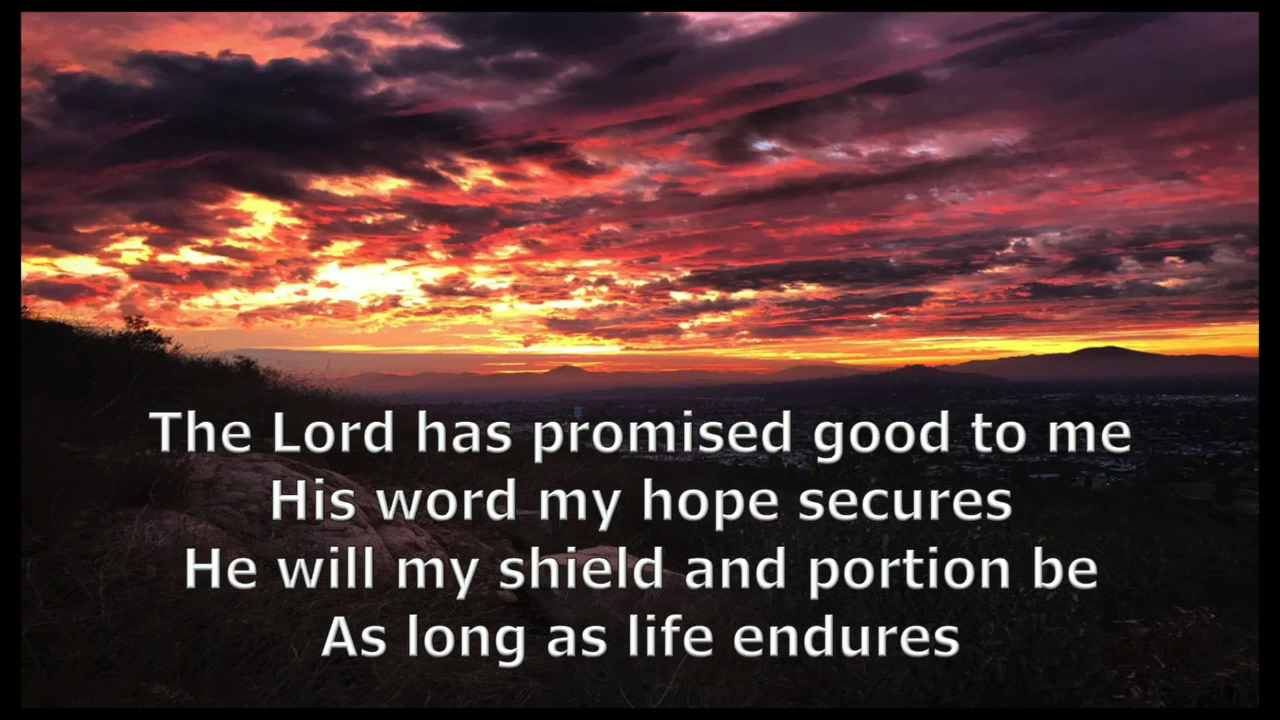 The Lord has promised good to me
His word my hope secures
He will my shield and portion be
As long as life endures